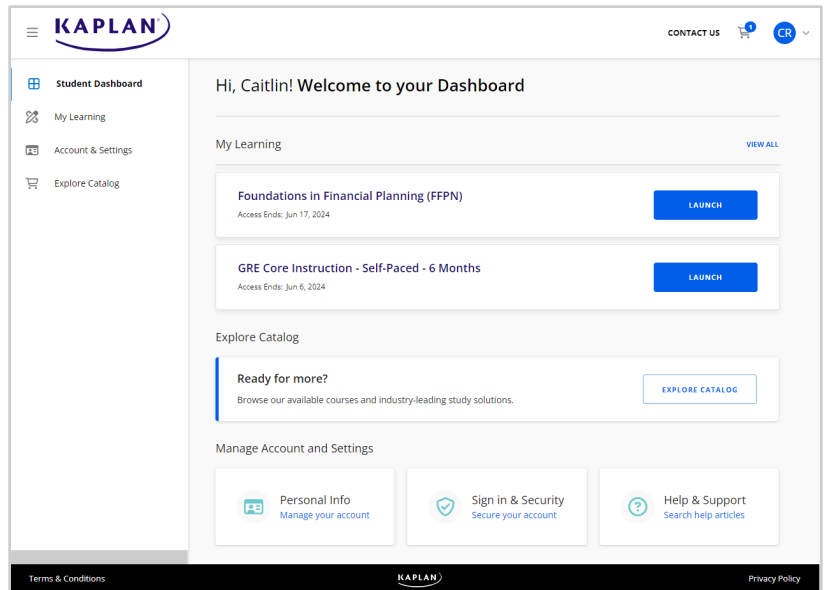 KAPLAN
CONTACT US
1
CR
Student Dashboard
My Learning
Account & Settings
Explore Catalog
Hi, Caitlin! Welcome to your Dashboard
My Learning
VIEW ALL
Foundations in Financial Planning (FFPN)
Access Ends: Jun 17, 2024
LAUNCH
GRE Core Instruction - Self-Paced - 6 Months
Access Ends: Jun 6, 2024
LAUNCH
Explore Catalog
Ready for more?
Browse our available courses and industry-leading study solutions.
EXPLORE CATALOG
Manage Account and Settings
Personal Info
Manage your account
Sign in & Security
Secure your account
Help & Support
Search help articles
Terms & Conditions
KAPLAN
Privacy Policy